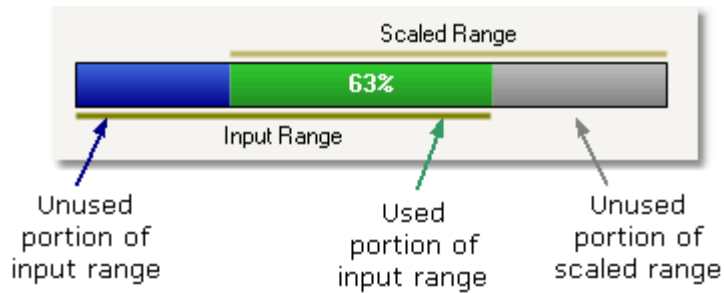 Scaled Range
63%
Input Range
Unused
portion of
input range
Used
portion of
input range
Unused
portion of
scaled range